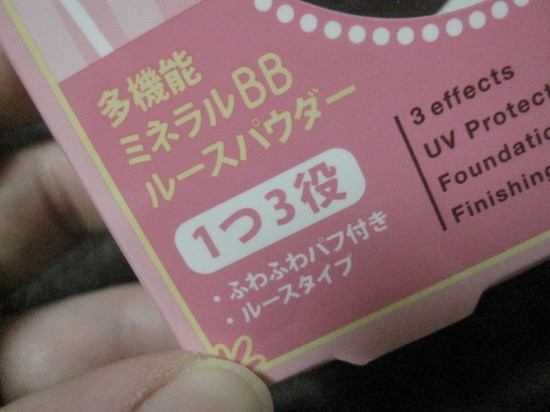 多機能
ミネラルBB
ルースパウダー
1つ3役
・ふわふわパフ付き
・ルースタイプ
3 effects
UV Protect
Foundatio
Finishing